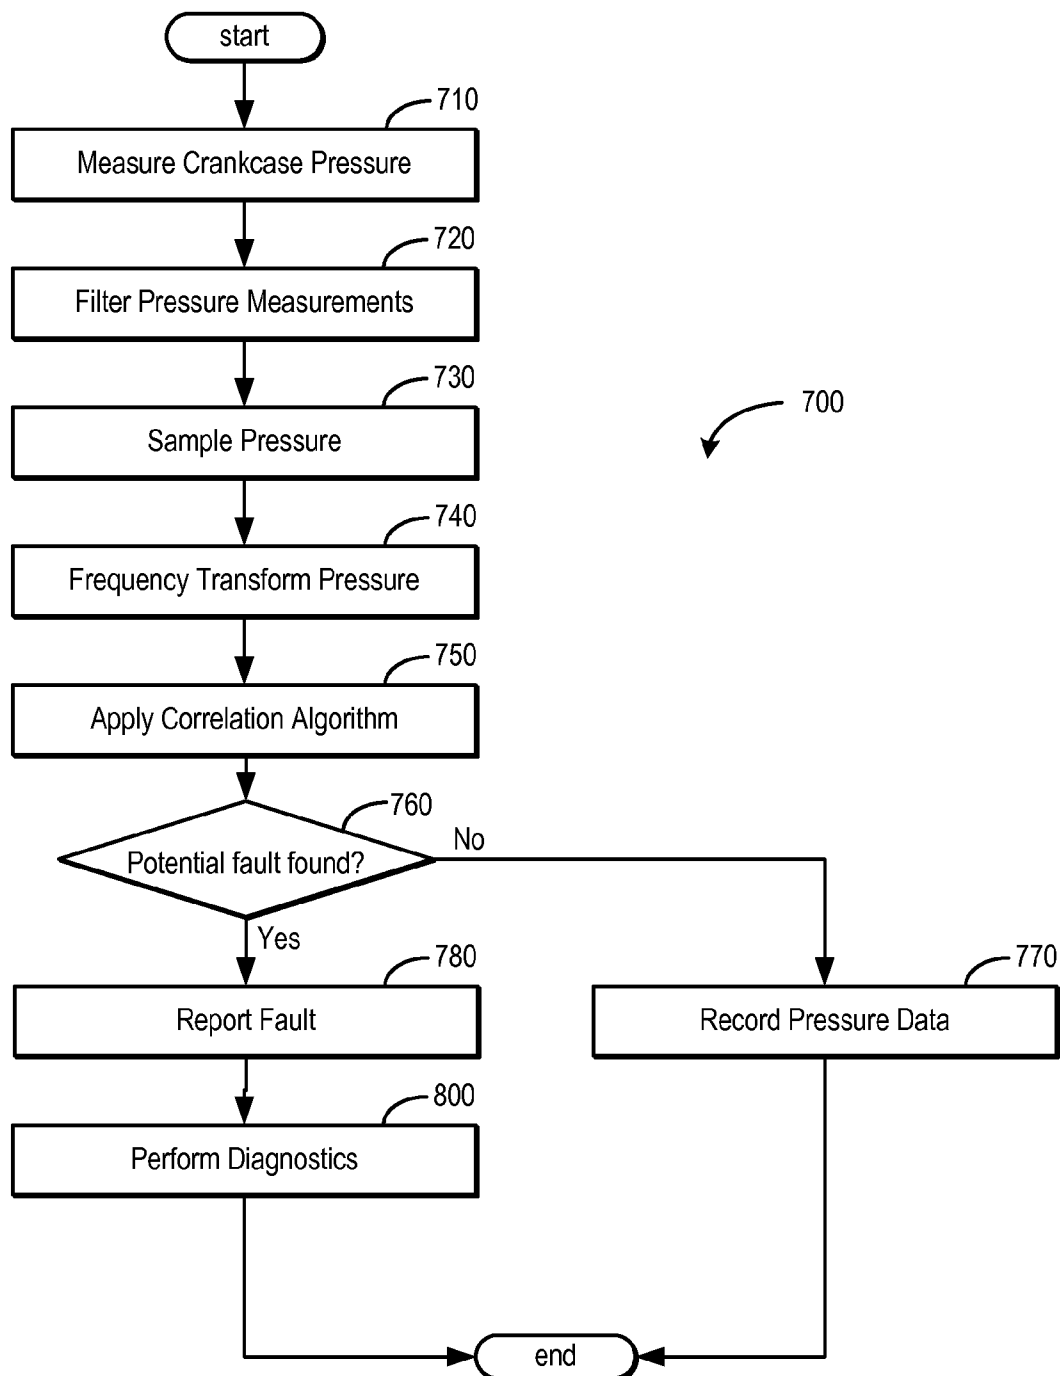 start
710
Measure Crankcase Pressure
720
Filter Pressure Measurements
730
Sample Pressure
700
740
Frequency Transform Pressure
750
Apply Correlation Algorithm
760
Potential fault found?
No
Yes
780
Report Fault
770
Record Pressure Data
800
Perform Diagnostics
end